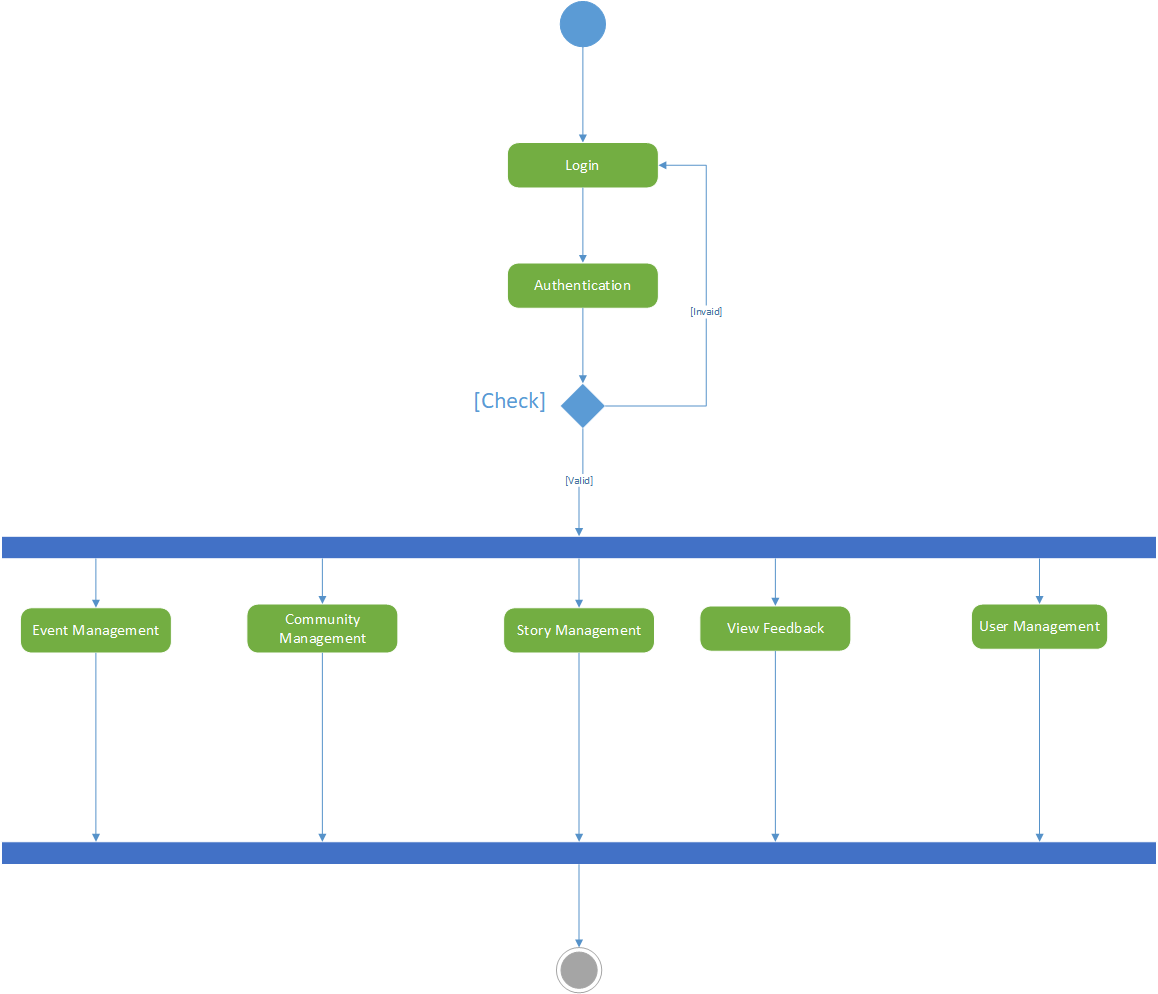 Login
Authentication
[Invaid]
[Check]
[Valid]
Event Management
Community
Management
Story Management
View Feedback
User Management